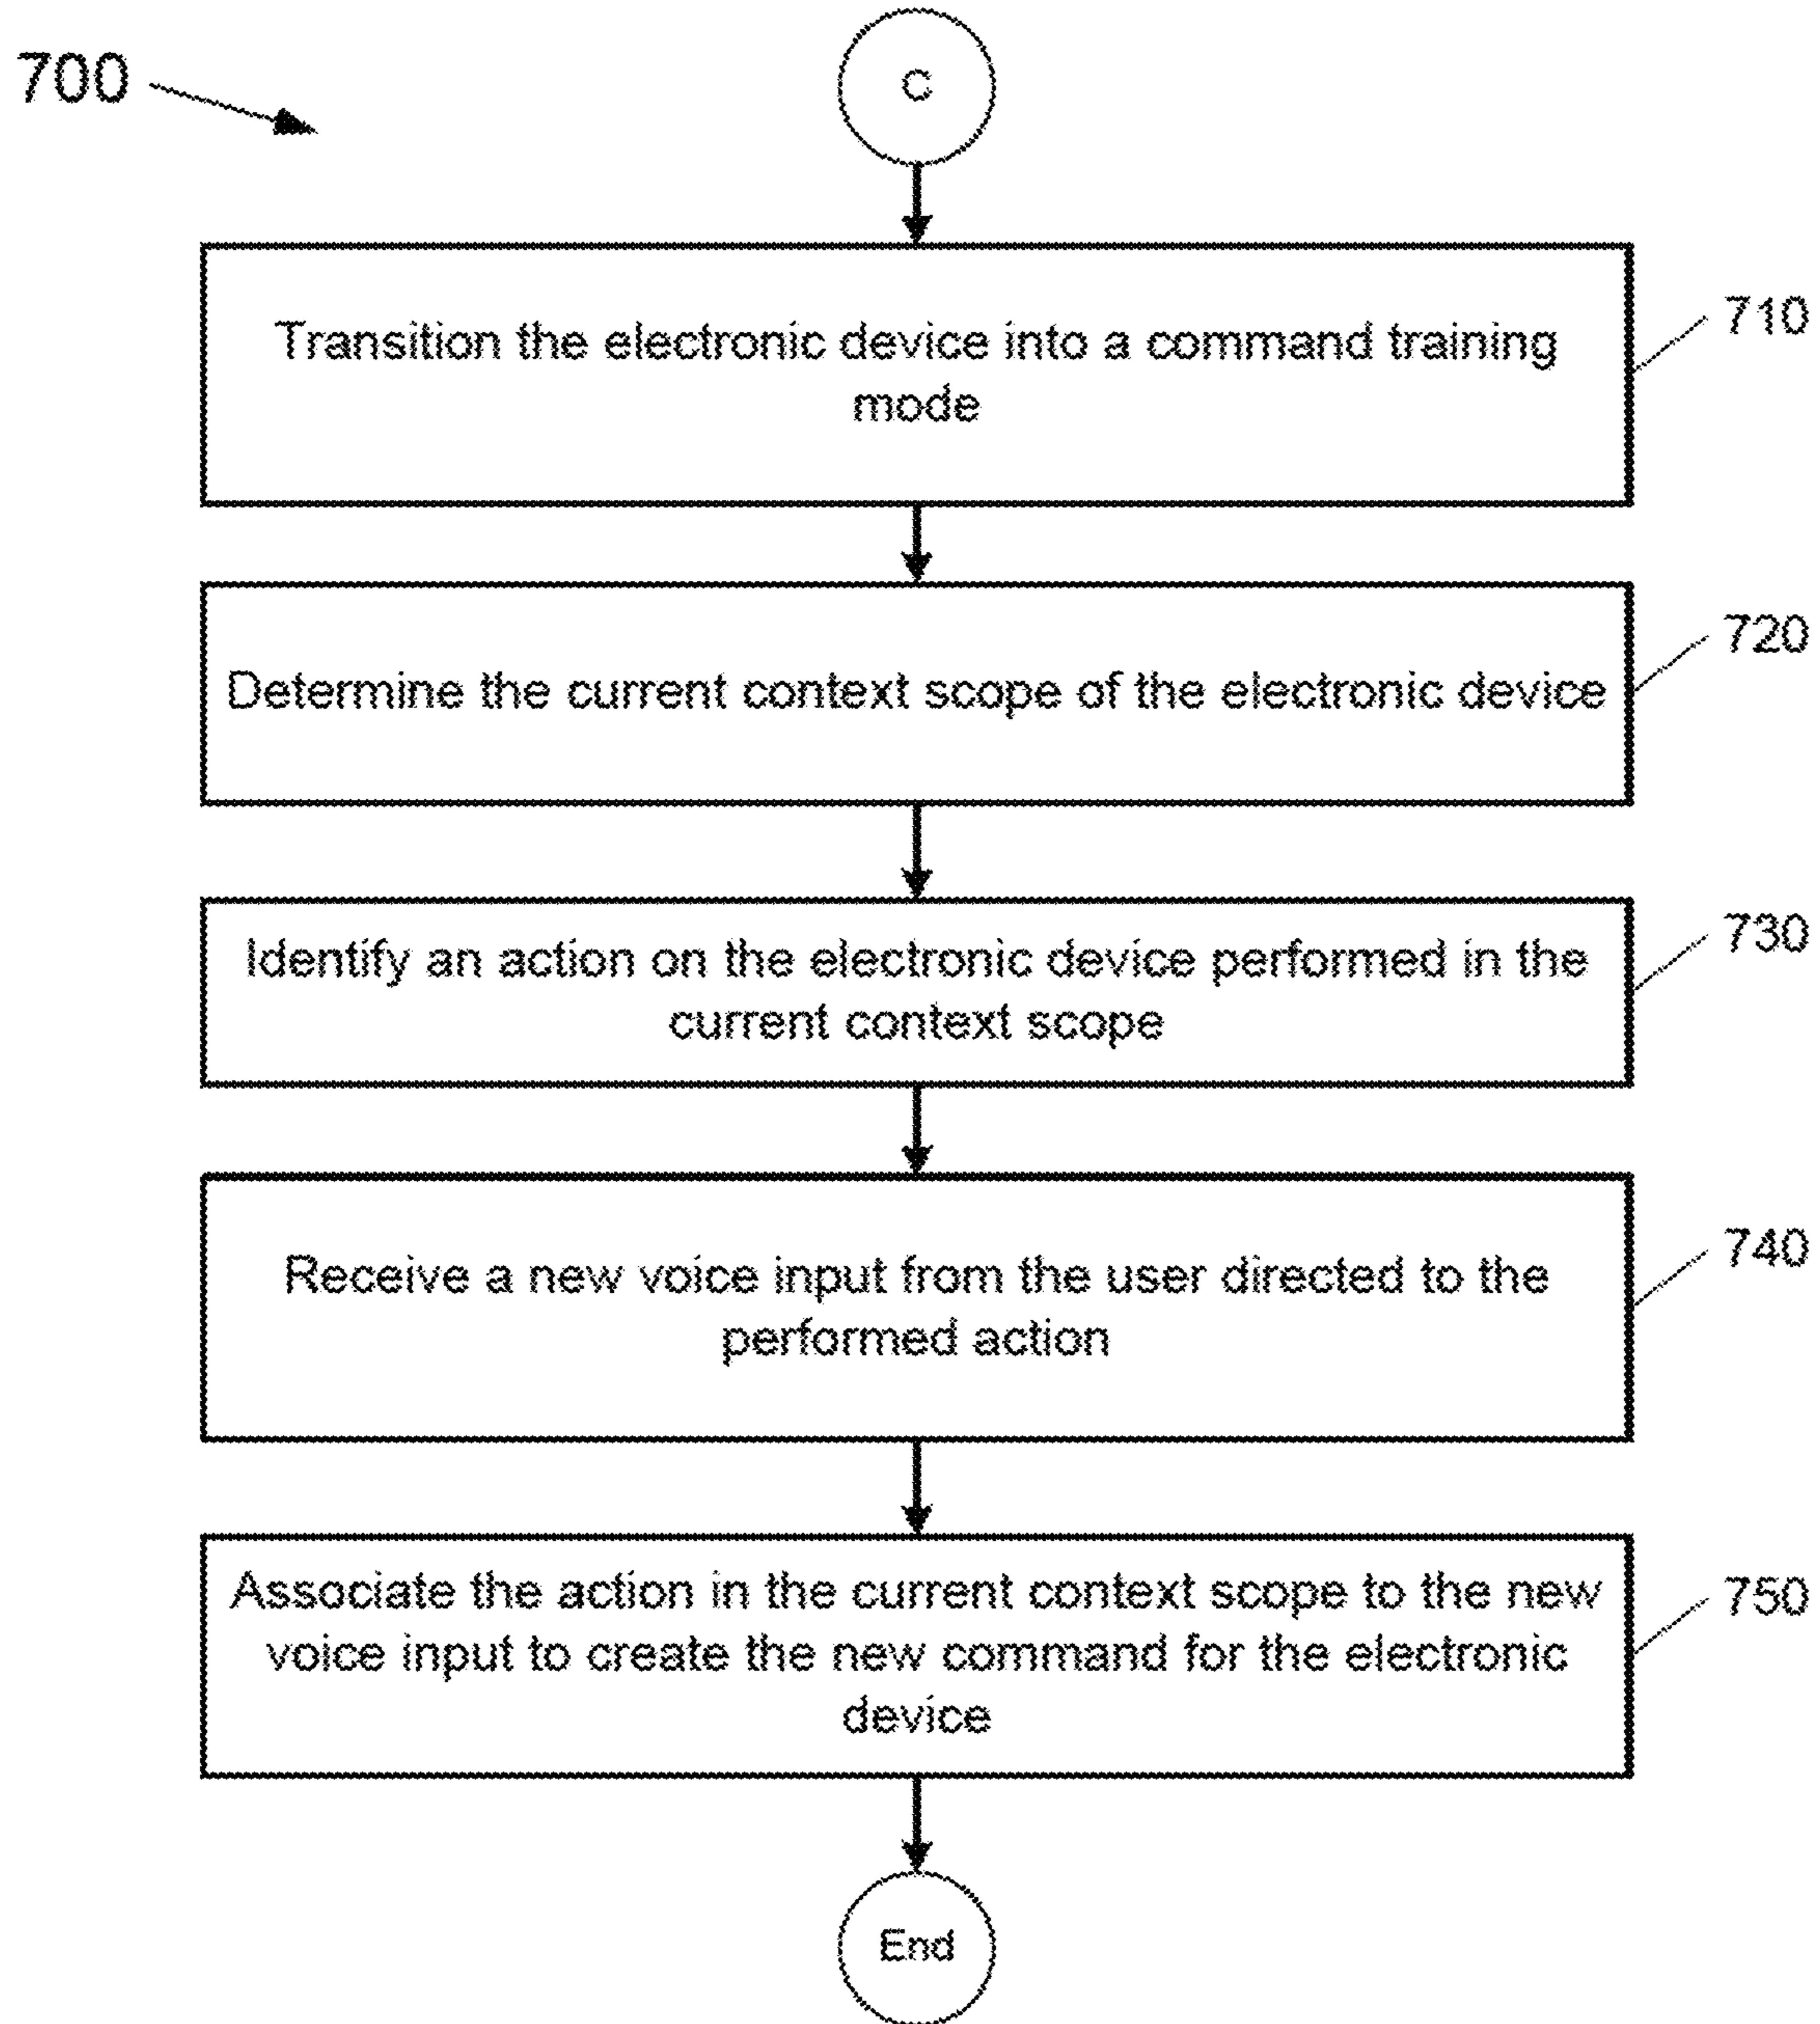 700
C
Transition the electronic device into a command training
mode
710
Determine the current context scope of the electronic device
720
Identify an action on the electronic device performed in the
current context scope
730
Receive a new voice input from the user directed to the
performed action
740
Associate the action in the current context scope to the new
voice input to create the new command for the electronic
device
750
End